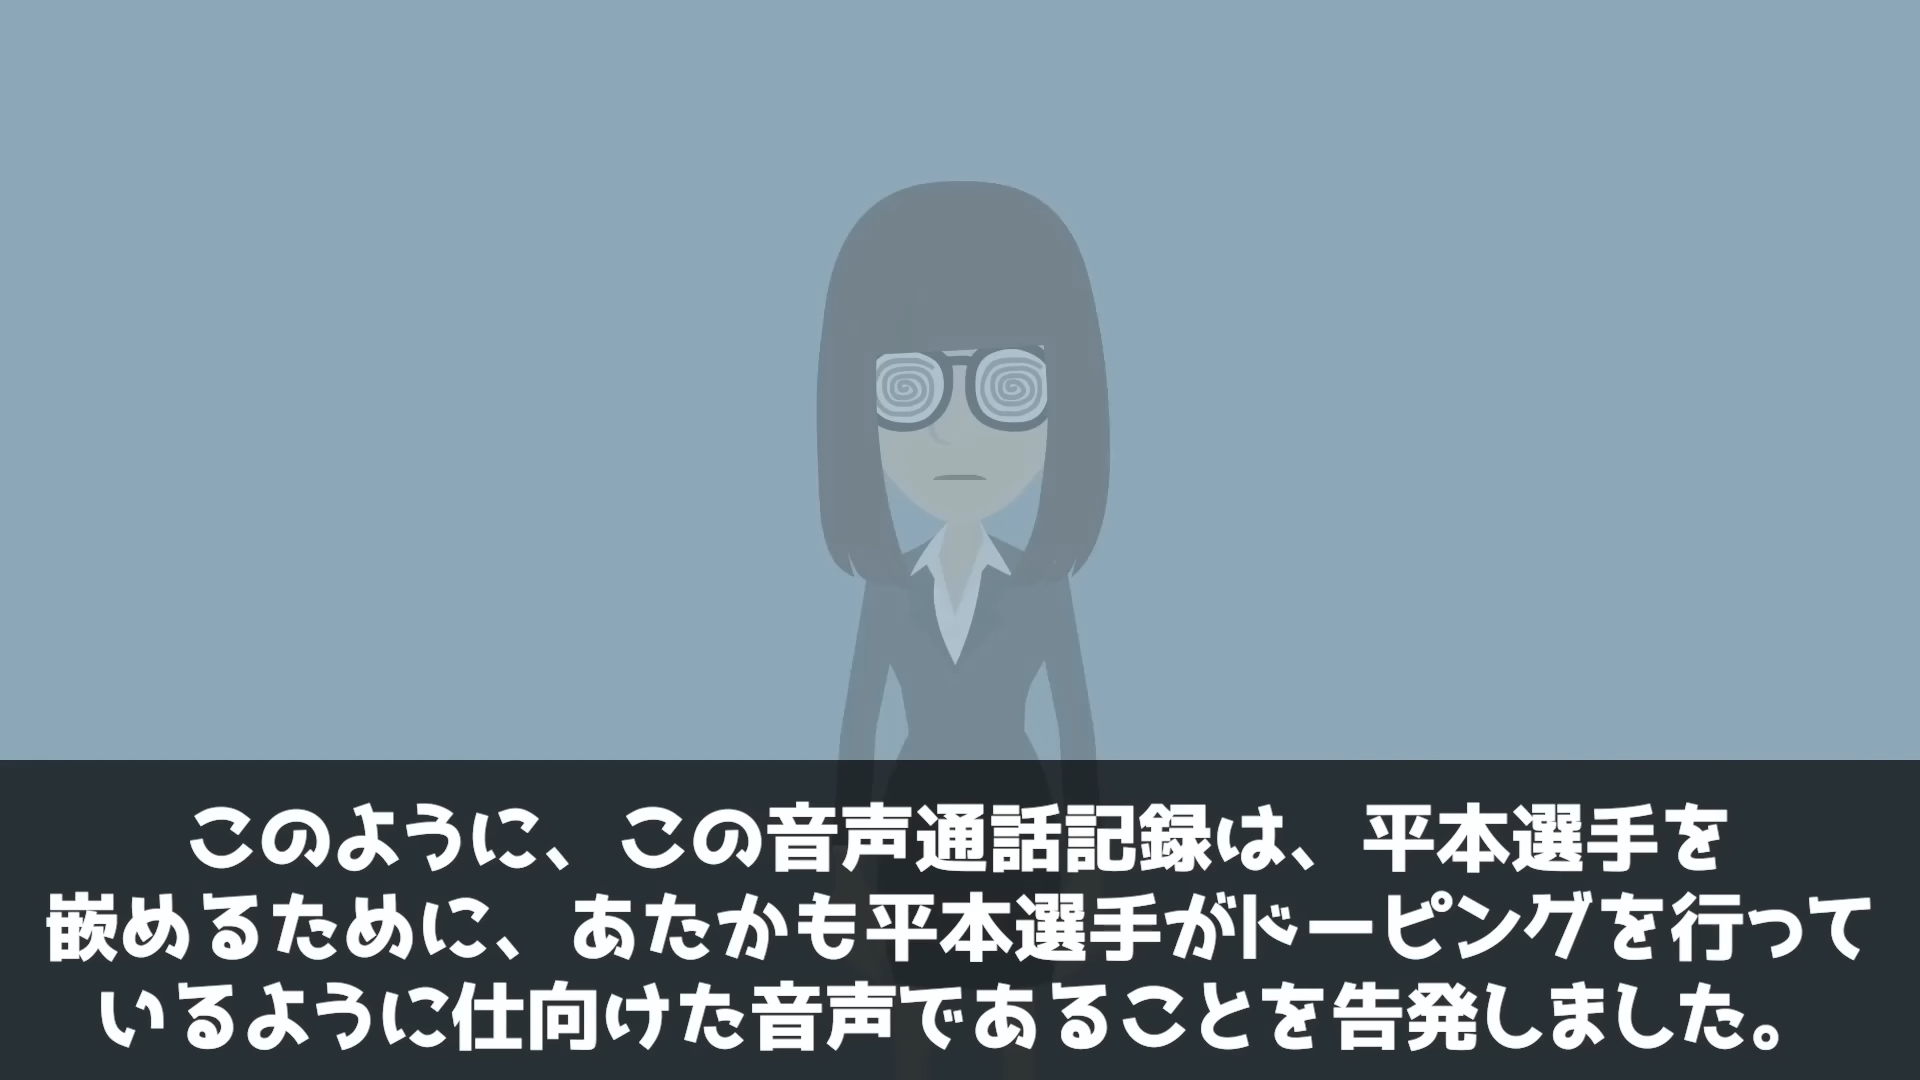 このように、この音声通話記録は、平本選手を
嵌めるために、あたかも平本選手がドーピングを行って
いるように仕向けた音声であることを告発しました。